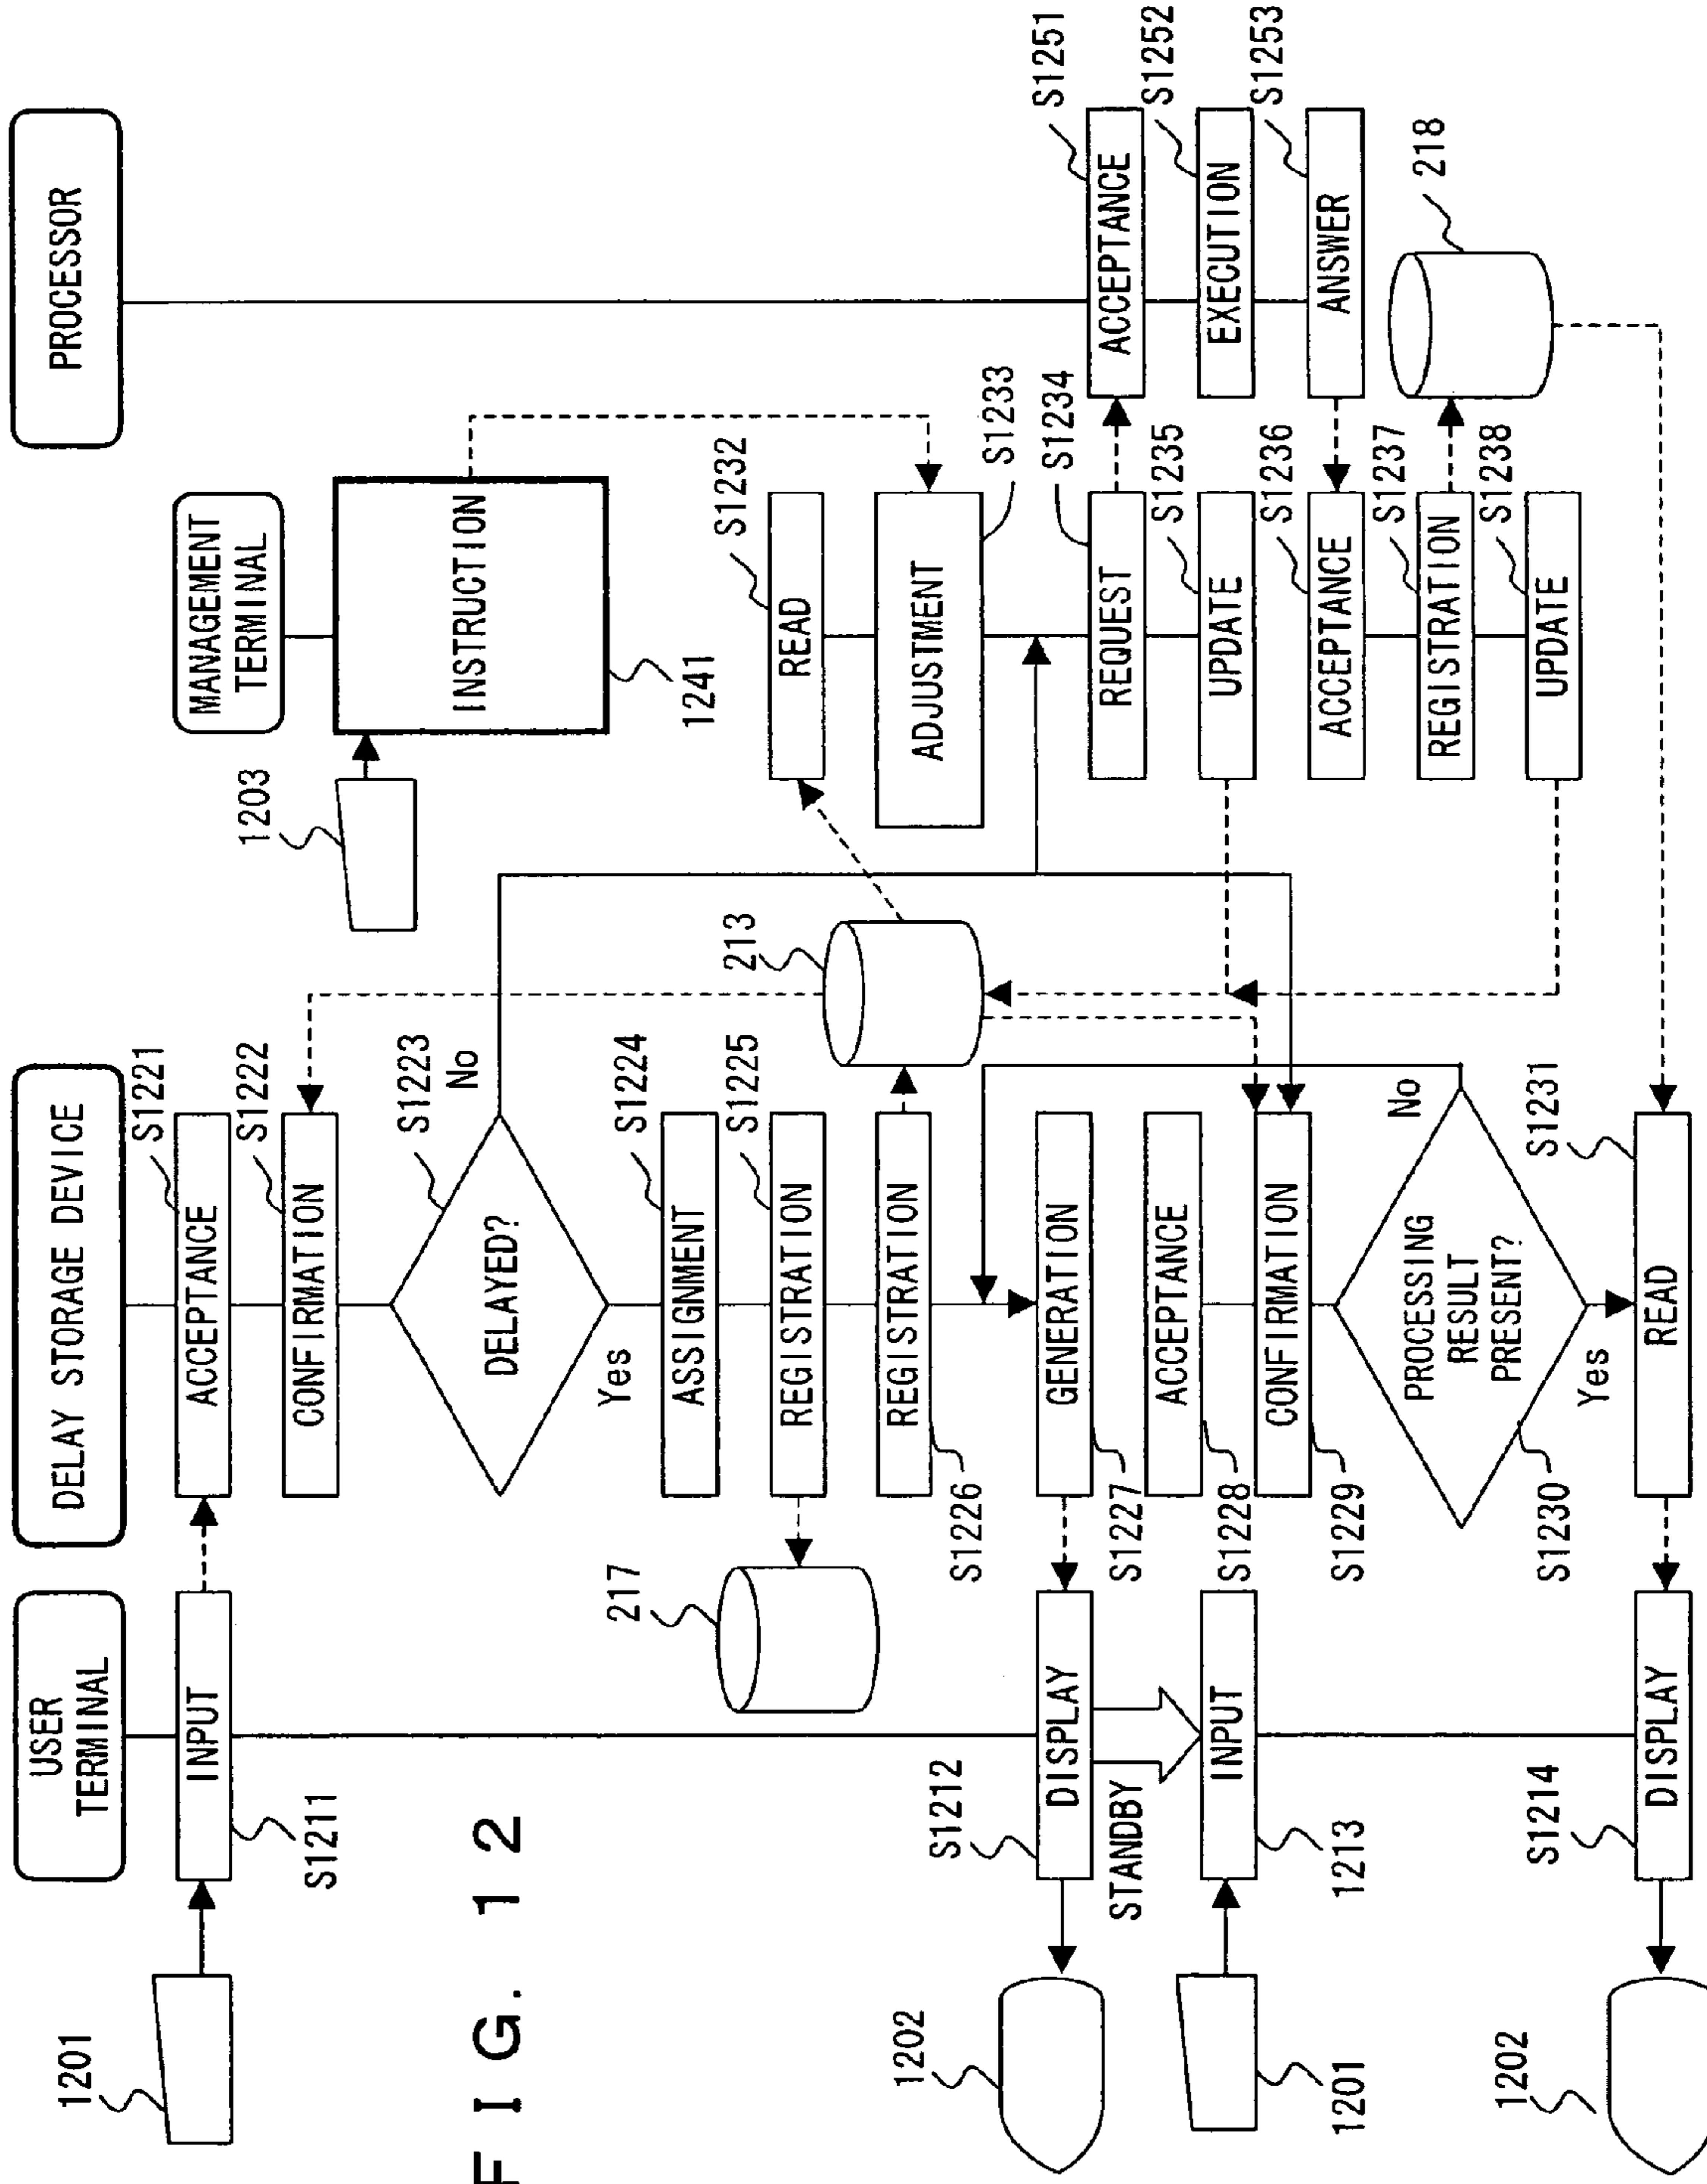 FIG. 12
USER
TERMINAL
DELAY STORAGE DEVICE
MANAGEMENT
TERMINAL
PROCESSOR
1201
INPUT
S1211
ACCEPTANCE
S1221
CONFIRMATION
S1222
DELAYED?
S1223
No
Yes
ASSIGNMENT
S1224
REGISTRATION
S1225
217
REGISTRATION
S1226
213
1203
INSTRUCTION
1241
READ
S1232
ADJUSTMENT
S1233
1202
DISPLAY
S1212
GENERATION
S1227
REQUEST
S1234
ACCEPTANCE
S1251
STANDBY
1201
INPUT
1213
ACCEPTANCE
S1228
UPDATE
S1235
EXECUTION
S1252
CONFIRMATION
S1229
ACCEPTANCE
S1236
ANSWER
S1253
PROCESSING
RESULT
PRESENT?
S1230
No
Yes
REGISTRATION
S1237
218
UPDATE
S1238
1202
DISPLAY
S1214
READ
S1231